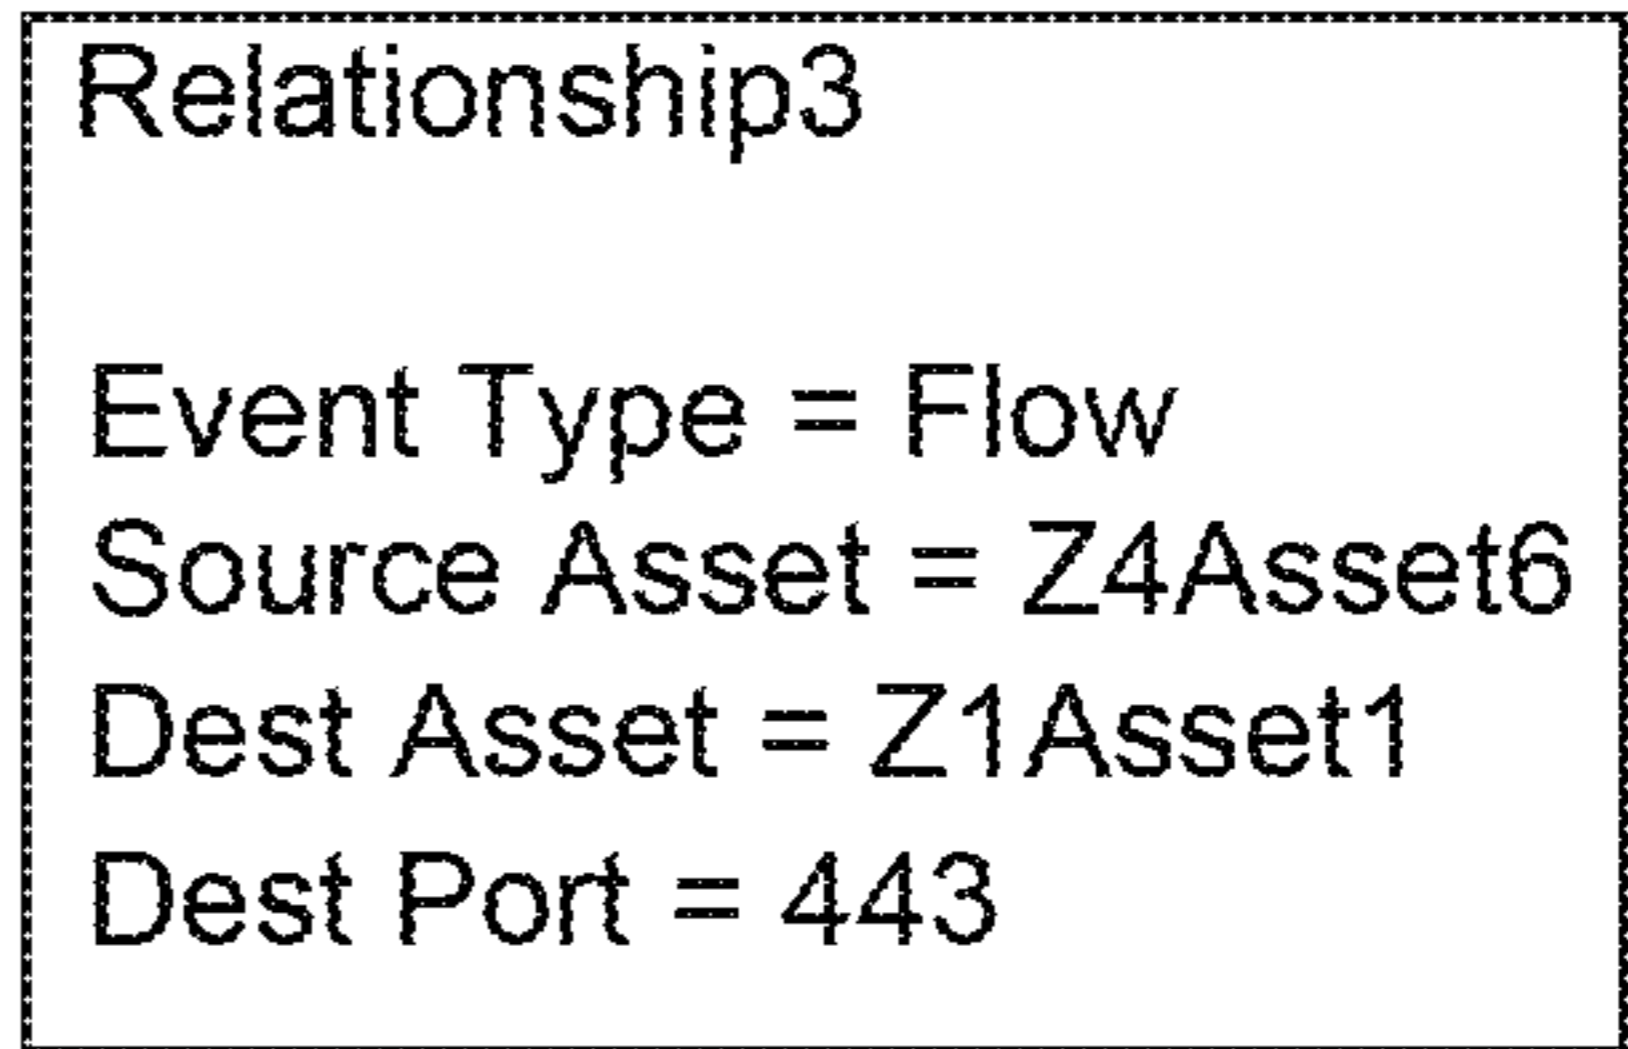 Relationship3
Event Type = Flow
Source Asset = Z4Asset6
Dest Asset = Z1Asset1
Dest Port = 443